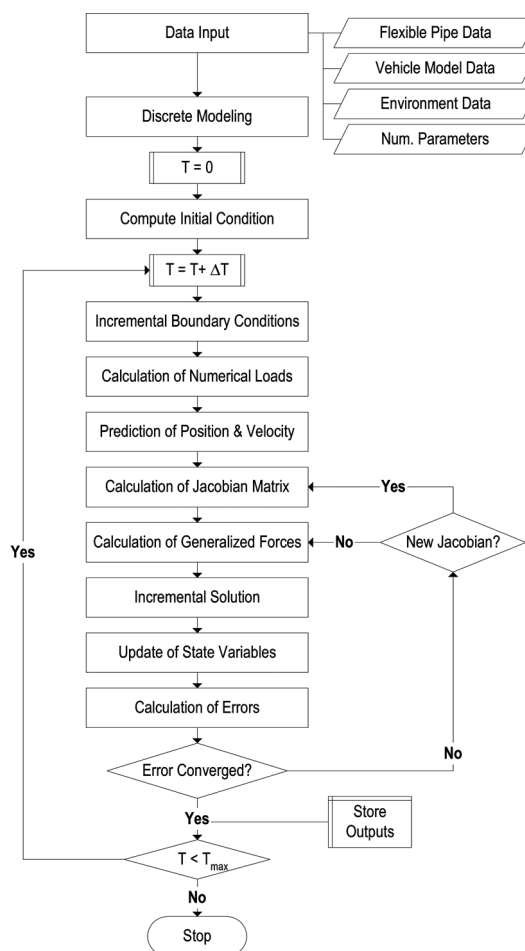 Data Input
Flexible Pipe Data
Vehicle Model Data
Environment Data
Num. Parameters
Discrete Modeling
T = 0
Compute Initial Condition
T = T+ ΔT
Incremental Boundary Conditions
Calculation of Numerical Loads
Prediction of Position & Velocity
Calculation of Jacobian Matrix
Yes
Calculation of Generalized Forces
No
New Jacobian?
Yes
Incremental Solution
Update of State Variables
Calculation of Errors
No
Error Converged?
Yes
Store
Outputs
T < Tmax
No
Stop